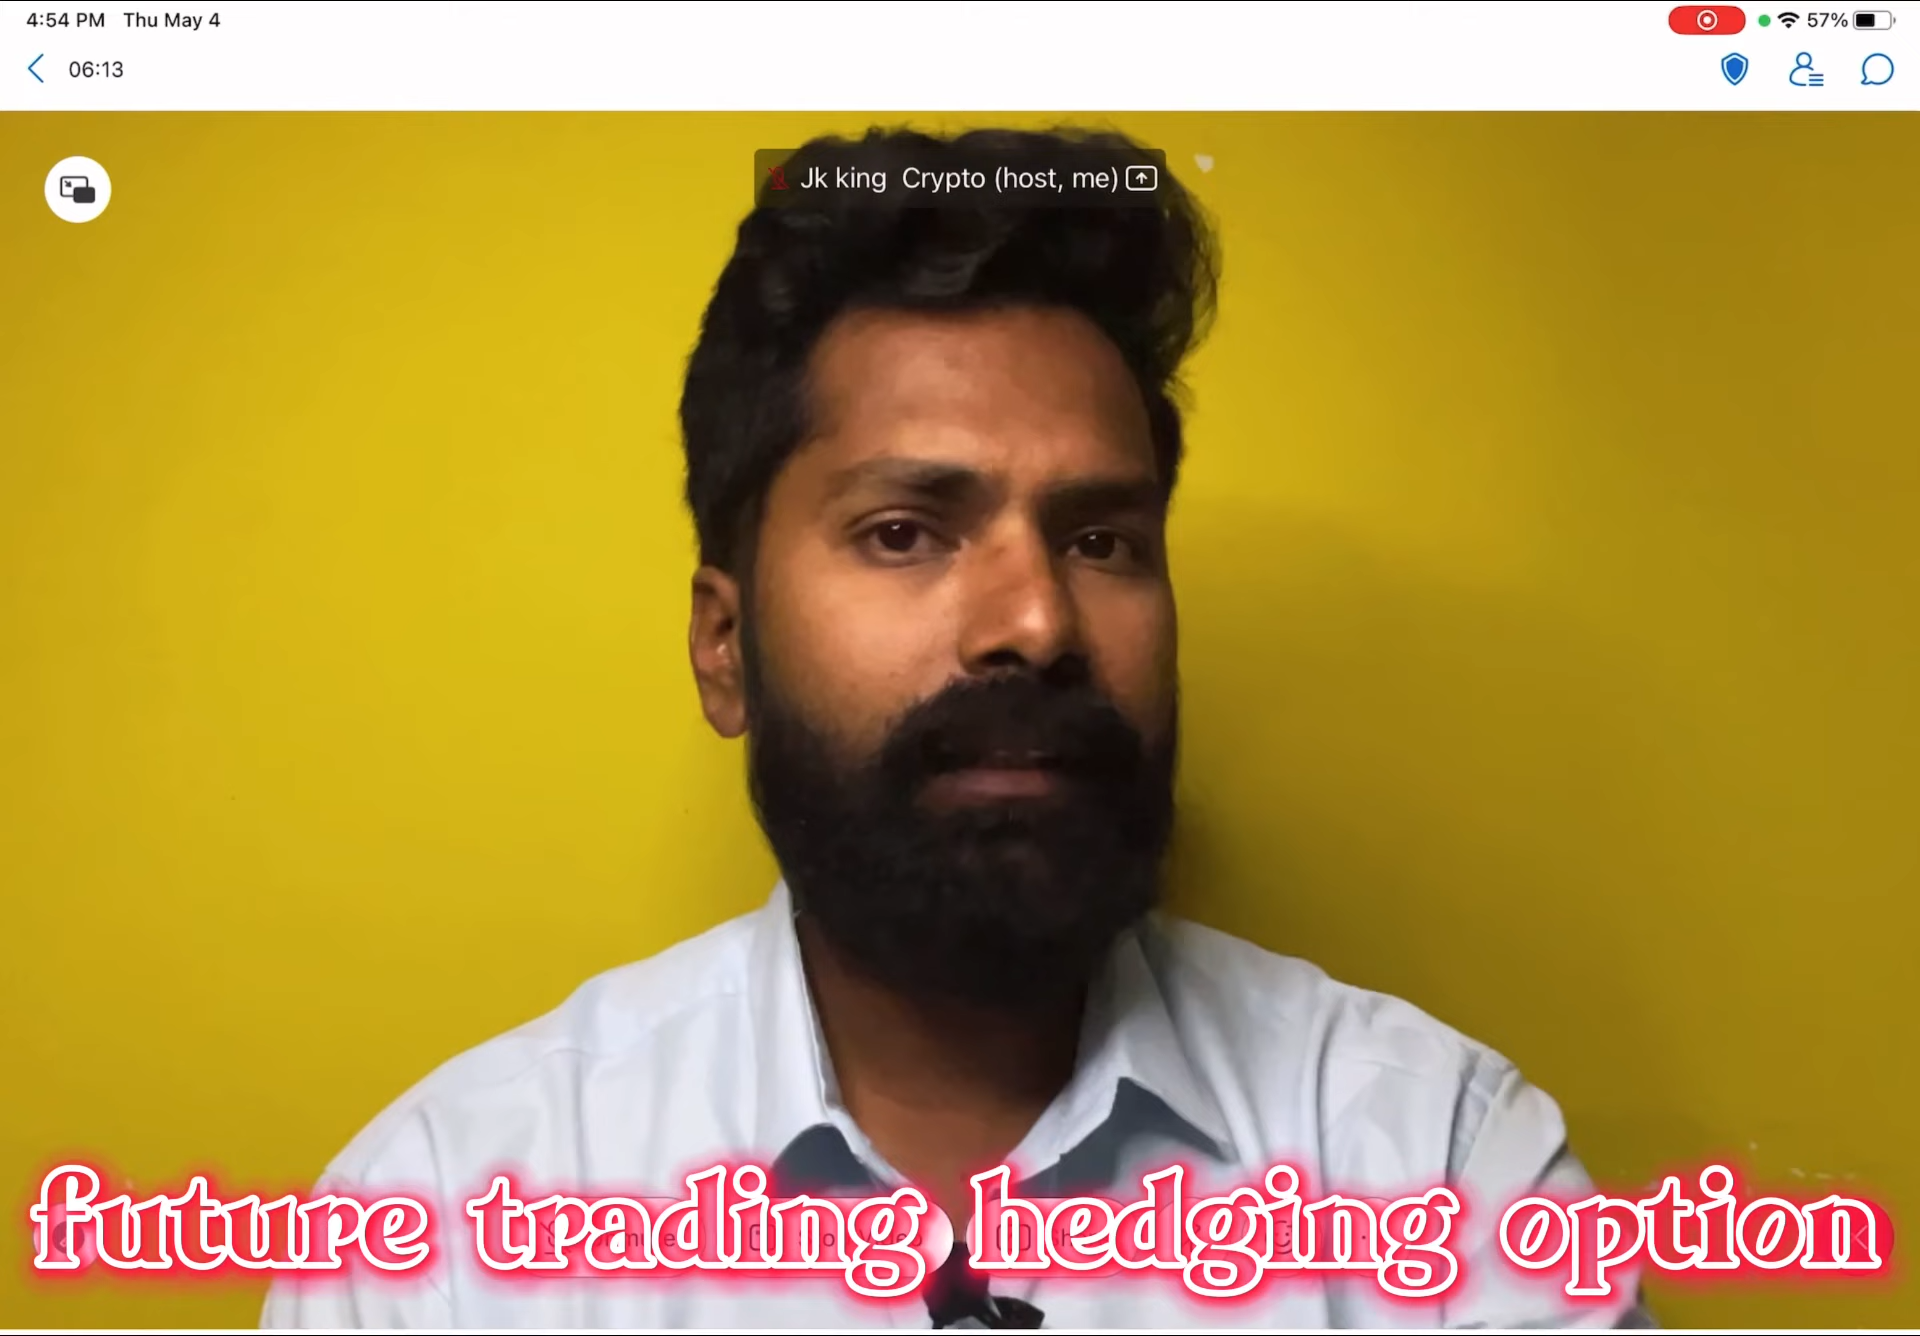 4:54 PM Thu May 4
57%
06:13
Jk king Crypto (host, me)
future trading hedging option